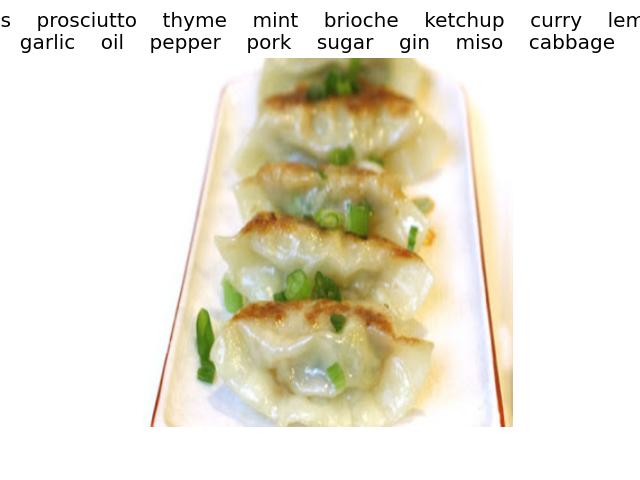 prosciutto thyme mint brioche ketchup curry
garlic oil pepper pork sugar gin miso cabbage